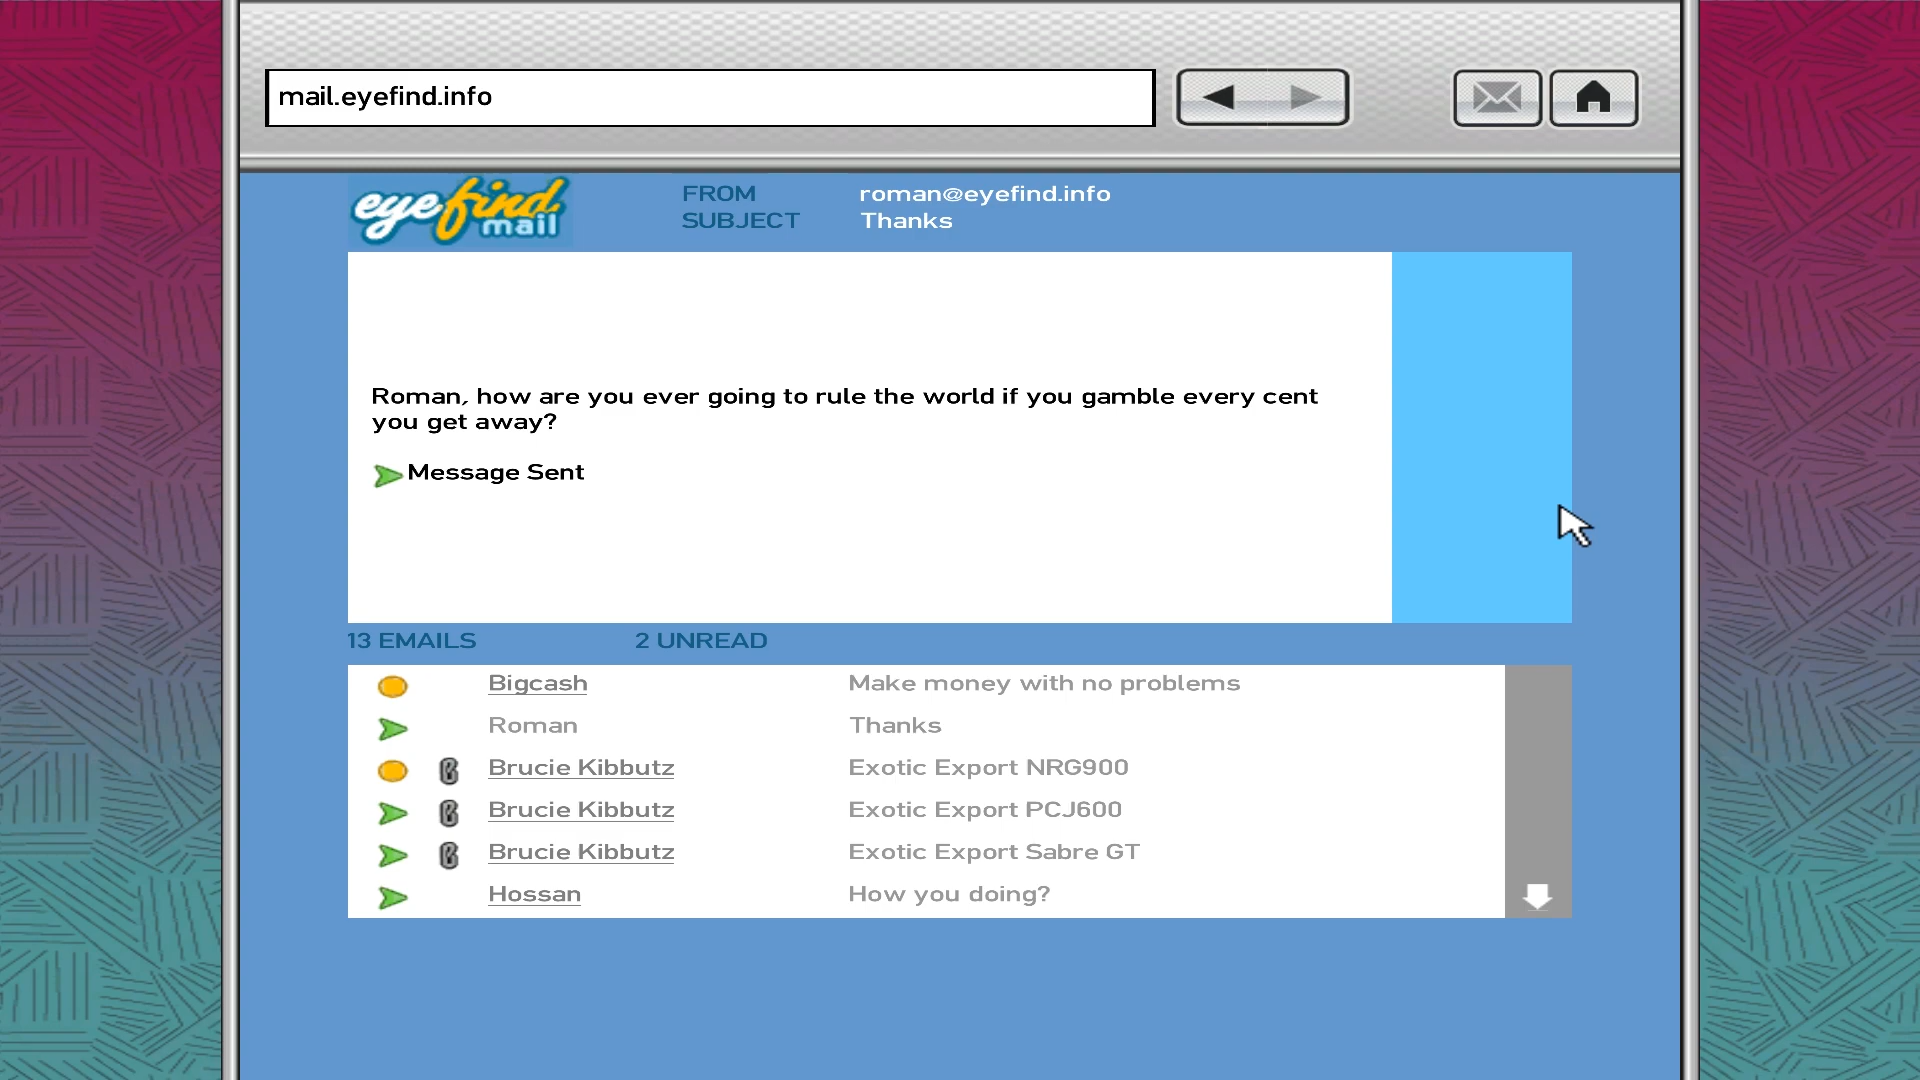 mail.eyefind.info
eyefind mail
FROM roman@eyefind.info
SUBJECT Thanks
Roman, how are you ever going to rule the world if you gamble every cent
you get away?
Message Sent
13 EMAILS 2 UNREAD
Bigcash Make money with no problems
Roman Thanks
Brucie Kibbutz Exotic Export NRG900
Brucie Kibbutz Exotic Export PCJ600
Brucie Kibbutz Exotic Export Sabre GT
Hossan How you doing?